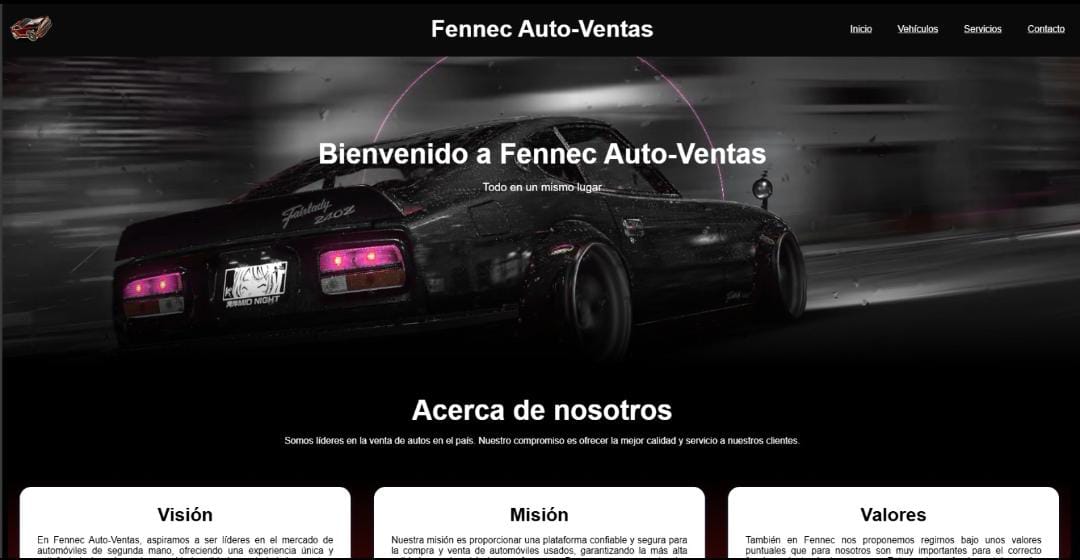 Fennec Auto-Ventas
Inicio Vehículos Servicios Contacto
Bienvenido a Fennec Auto-Ventas
Todo en un mismo lugar
Fairlady
240Z
MID NIGHT
Acerca de nosotros
Somos líderes en la venta de autos en el país. Nuestro compromiso es ofrecer la mejor calidad y servicio a nuestros clientes.
Visión
En Fennec Auto-Ventas, aspiramos a ser líderes en el mercado de
automóviles de segunda mano, ofreciendo una experiencia única y
Misión
Nuestra misión es proporcionar una plataforma confiable y segura para
la compra y venta de automóviles usados, garantizando la más alta
Valores
También en Fennec nos proponemos regirnos bajo unos valores
puntuales que para nosotros son muy importantes para el correcto